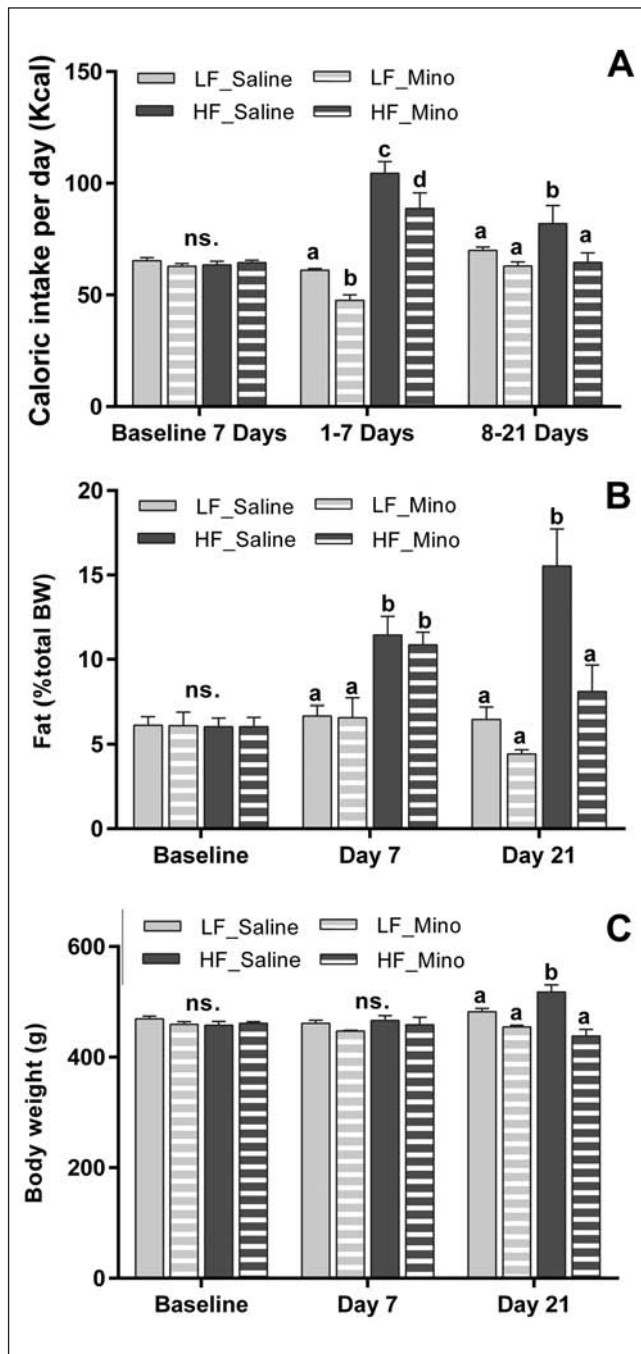 A
LF_Saline LF_Mino
HF_Saline HF_Mino
Caloric intake per day (Kcal)
150
100
50
0
ns.
a b c d
a a b a
Baseline 7 Days 1-7 Days 8-21 Days
B
LF_Saline LF_Mino
HF_Saline HF_Mino
Fat (%total BW)
20
15
10
5
0
ns.
a a b b
a a b a
Baseline Day 7 Day 21
C
LF_Saline LF_Mino
HF_Saline HF_Mino
Body weight (g)
600
400
200
0
ns.
ns.
a a b a
Baseline Day 7 Day 21